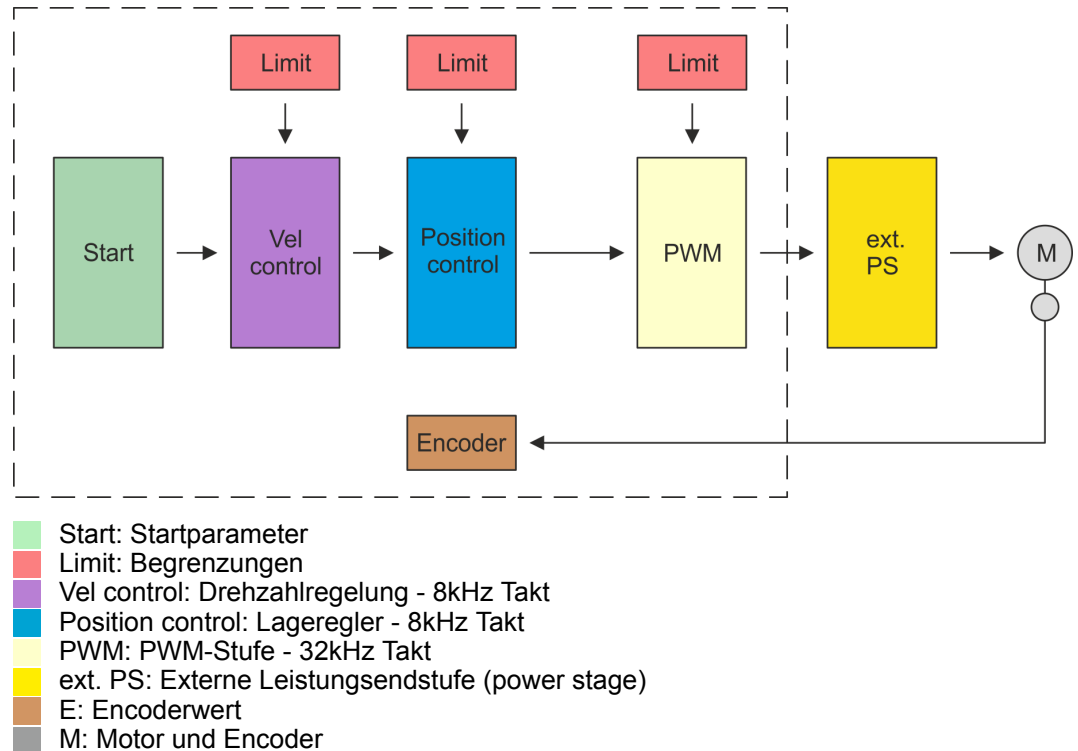 Limit
Limit
Limit
Start
Vel
control
Position
control
PWM
ext.
PS
M
Encoder
Start: Startparameter
Limit: Begrenzungen
Vel control: Drehzahlregelung - 8kHz Takt
Position control: Lageregler - 8kHz Takt
PWM: PWM-Stufe - 32kHz Takt
ext. PS: Externe Leistungsendstufe (power stage)
E: Encoderwert
M: Motor und Encoder